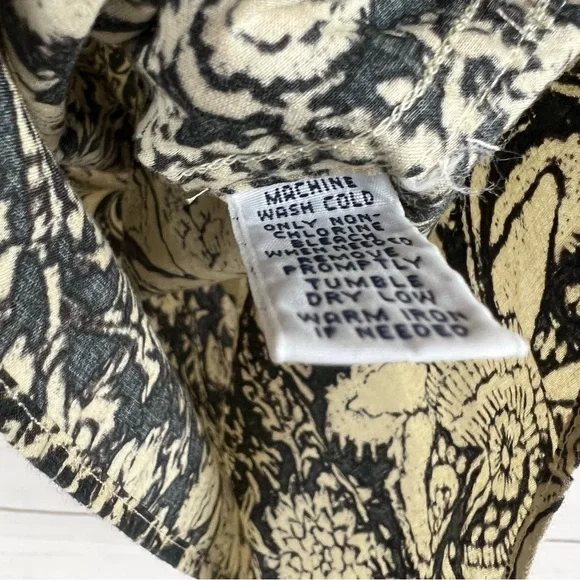 MACHINE
WASH COLD
ONLY NON-
CHLORINE
BLEACH
WHEN NEEDED
REMOVE
PROMPTLY
TUMBLE
DRY LOW
WARM IRON
IF NEEDED